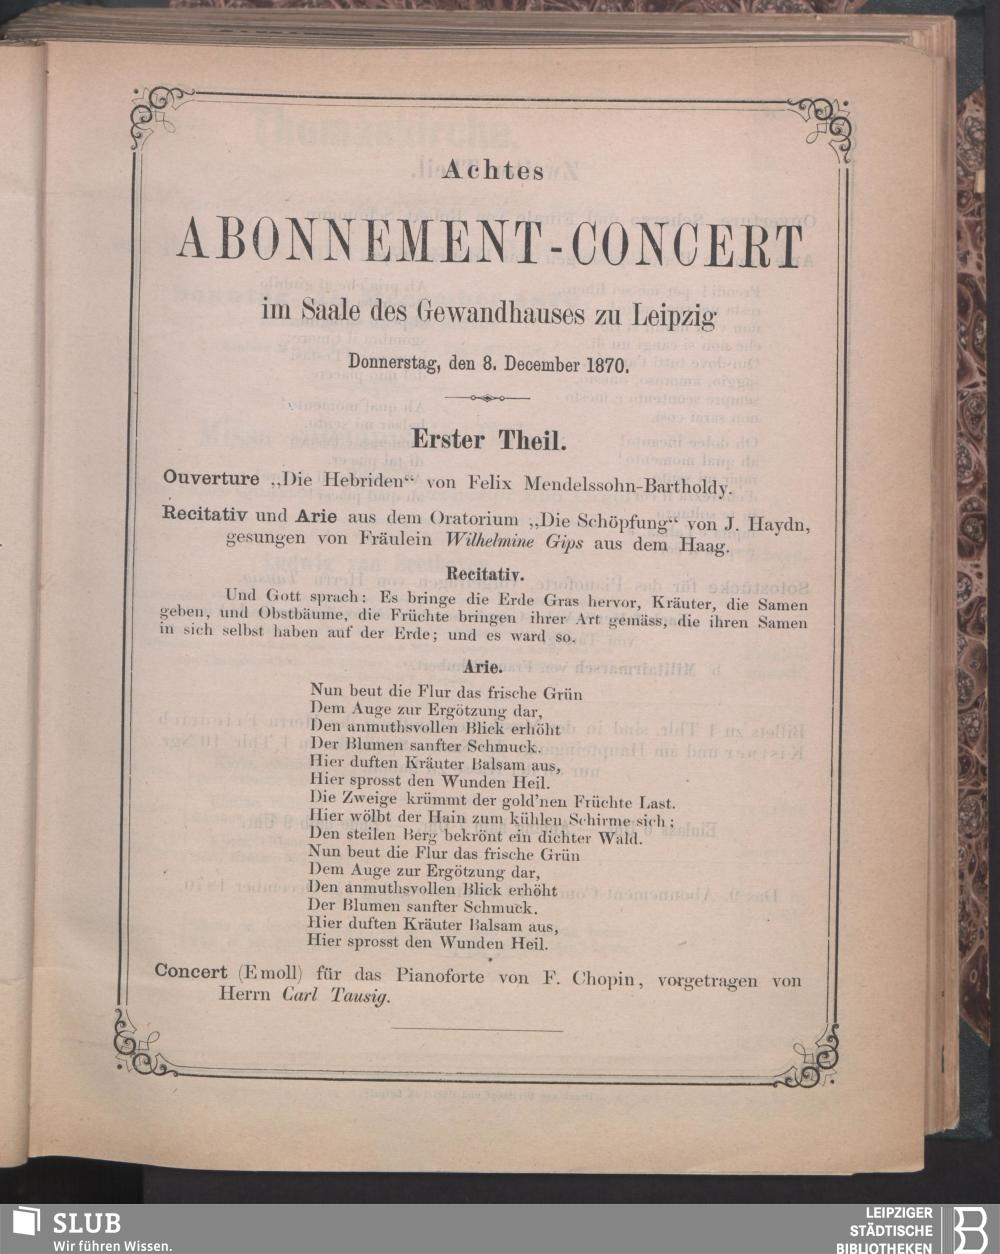 Achtes
ABONNEMENT-CONCERT
im Saale des Gewandhauses zu Leipzig
Donnerstag, den 8. December 1870.
Erster Theil.
Ouverture „Die Hebriden“ von Felix Mendelssohn-Bartholdy.
Recitativ und Arie aus dem Oratorium „Die Schöpfung“ von J. Haydn,
gesungen von Fräulein Wilhelmine Gips aus dem Haag.
Recitativ.
Und Gott sprach: Es bringe die Erde Gras hervor, Kräuter, die Samen
geben, und Obstbäume, die Früchte bringen ihrer Art gemäss, die ihren Samen
in sich selbst haben auf der Erde; und es ward so.
Arie.
Nun beut die Flur das frische Grün
Dem Auge zur Ergötzung dar,
Den anmuthsvollen Blick erhöht
Der Blumen sanfter Schmuck.
Hier duften Kräuter Balsam aus,
Hier sprosst den Wunden Heil.
Die Zweige krümmt der gold'nen Früchte Last.
Hier wölbt der Hain zum kühlen Schirme sich;
Den steilen Berg bekrönt ein dichter Wald.
Nun beut die Flur das frische Grün
Dem Auge zur Ergötzung dar,
Den anmuthsvollen Blick erhöht
Der Blumen sanfter Schmuck.
Hier duften Kräuter Balsam aus,
Hier sprosst den Wunden Heil.
Concert (Emoll) für das Pianoforte von F. Chopin, vorgetragen von
Herrn Carl Tausig.
SLUB
Wir führen Wissen.
LEIPZIGER
STÄDTISCHE
BIBLIOTHEKEN